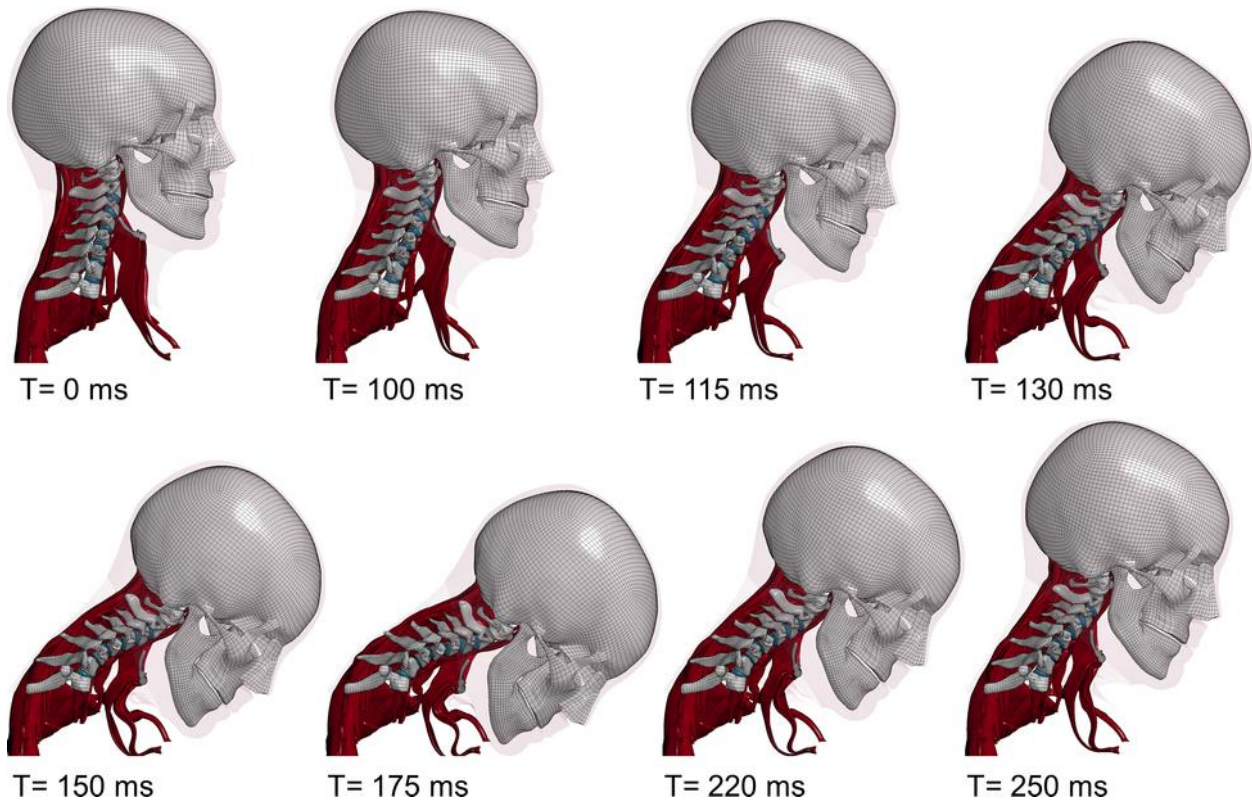 T= 0 ms
T= 100 ms
T= 115 ms
T= 130 ms
T= 150 ms
T= 175 ms
T= 220 ms
T= 250 ms